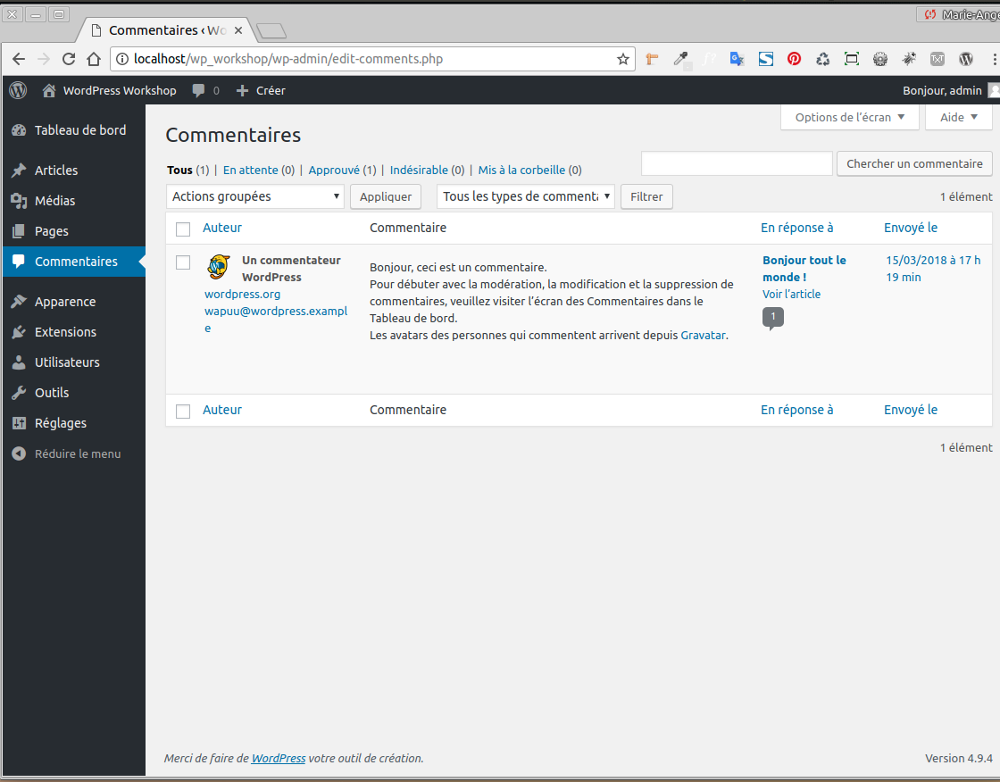 Marie-Ange
Commentaires ‹ Wo
localhost/wp_workshop/wp-admin/edit-comments.php
TXT
WordPress Workshop 0 Créer Bonjour, admin
Options de l’écran Aide
Tableau de bord
Articles
Médias
Pages
Commentaires
Apparence
Extensions
Utilisateurs
Outils
Réglages
Réduire le menu
Commentaires
Tous (1) | En attente (0) | Approuvé (1) | Indésirable (0) | Mis à la corbeille (0)
Chercher un commentaire
Actions groupées Appliquer Tous les types de commenta Filtrer 1 élément
Auteur Commentaire En réponse à Envoyé le
Un commentateur
WordPress
wordpress.org
wapuu@wordpress.exampl
e
Bonjour, ceci est un commentaire.
Pour débuter avec la modération, la modification et la suppression de
commentaires, veuillez visiter l’écran des Commentaires dans le
Tableau de bord.
Les avatars des personnes qui commentent arrivent depuis Gravatar.
Bonjour tout le
monde !
Voir l’article
1
15/03/2018 à 17 h
19 min
Auteur Commentaire En réponse à Envoyé le
1 élément
Merci de faire de WordPress votre outil de création. Version 4.9.4